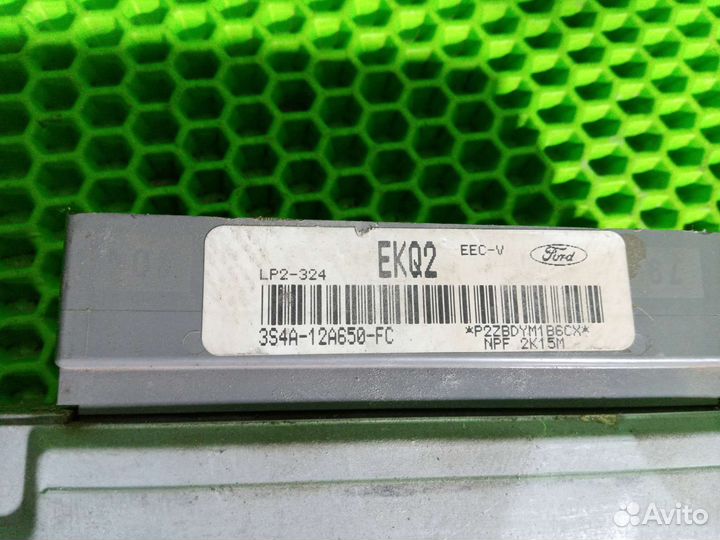 EKQ2 EEC-V Ford
LP2-324
3S4A-12A650-FC *P2ZBDYM1B6CX*
NPF 2K15M
Avito